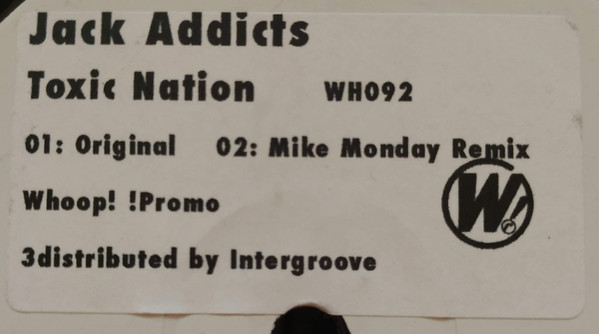 Jack Addicts
Toxic Nation WH092
01: Original 02: Mike Monday Remix
Whoop! !Promo
W!
3distributed by Intergroove